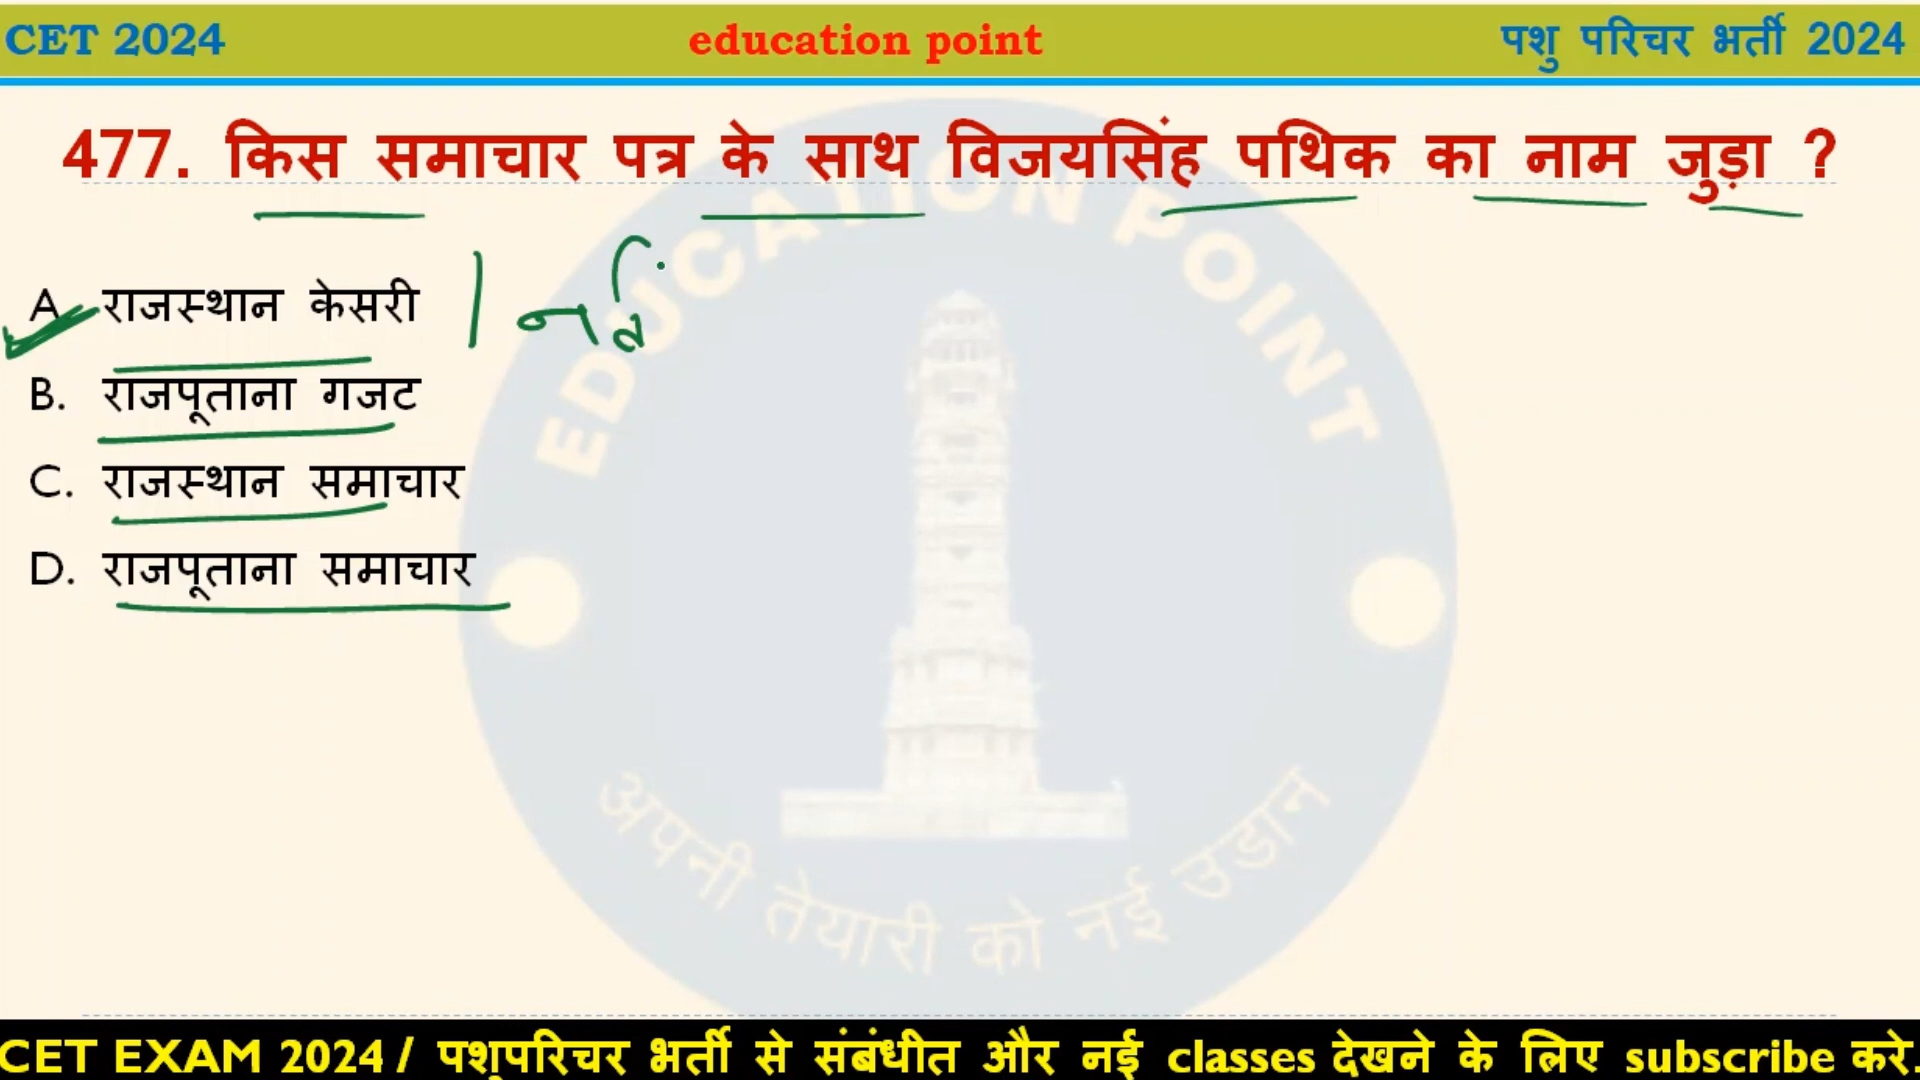 CET 2024 education point पशु परिचर भर्ती 2024
477. किस समाचार पत्र के साथ विजयसिंह पथिक का नाम जुड़ा ?
A. राजस्थान केसरी
B. राजपूताना गजट
C. राजस्थान समाचार
D. राजपूताना समाचार
EDUCATION POINT
अपनी तैयारी को नई उडान
CET EXAM 2024 / पशुपरिचर भर्ती से संबंधीत और नई classes देखने के लिए subscribe करे.